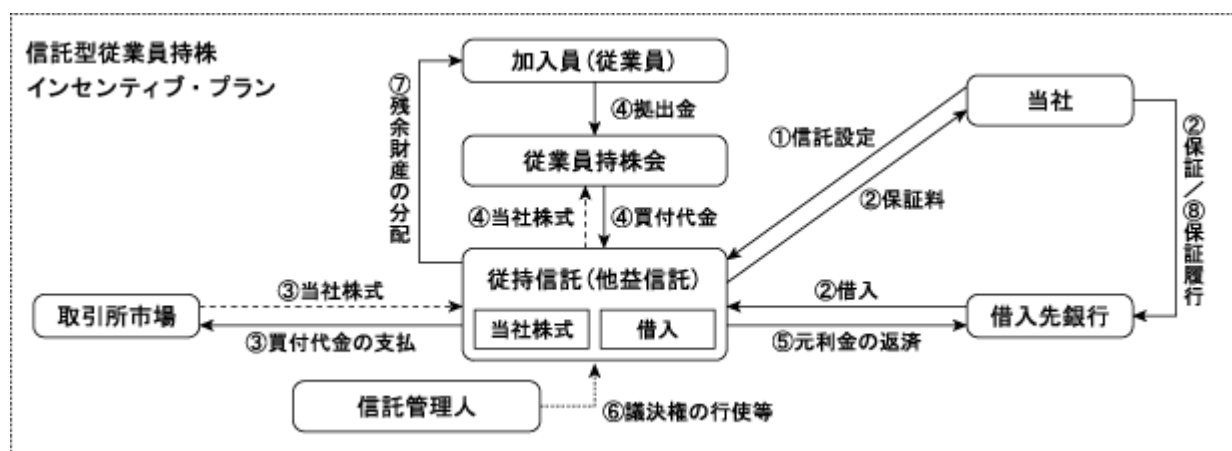 信託型従業員持株
インセンティブ・プラン
加入員(従業員)
当社
⑦残余財産の分配
④拠出金
①信託設定
②保証/⑧保証履行
従業員持株会
②保証料
④当社株式
④買付代金
従持信託(他益信託)
③当社株式
②借入
取引所市場
当社株式
借入
借入先銀行
③買付代金の支払
⑤元利金の返済
信託管理人
⑥議決権の行使等